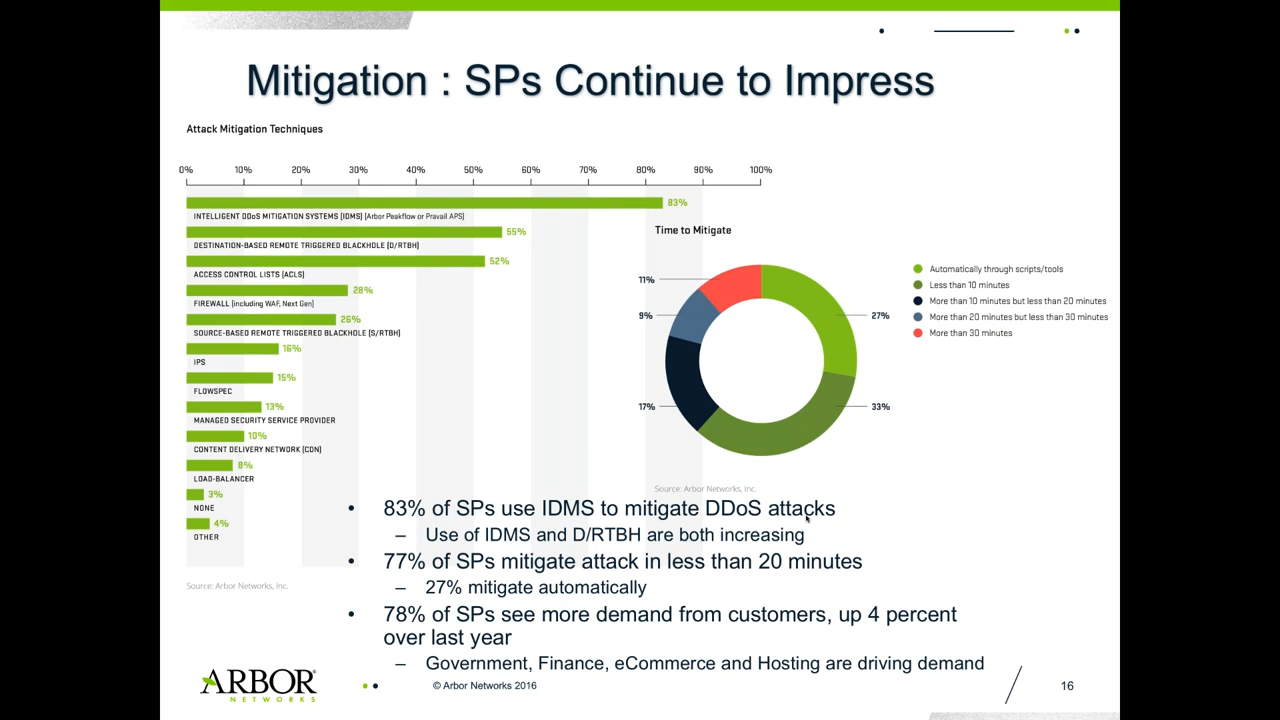 Mitigation : SPs Continue to Impress
Attack Mitigation Techniques
0% 10% 20% 30% 40% 50% 60% 70% 80% 90% 100%
83%
INTELLIGENT DDoS MITIGATION SYSTEMS (IDMS) (Arbor Peakflow or Pravail APS)
55%
DESTINATION-BASED REMOTE TRIGGERED BLACKHOLE (D/RTBH)
52%
ACCESS CONTROL LISTS (ACLS)
28%
FIREWALL (including WAF, Next Gen)
26%
SOURCE-BASED REMOTE TRIGGERED BLACKHOLE (S/RTBH)
16%
IPS
15%
FLOWSPEC
13%
MANAGED SECURITY SERVICE PROVIDER
10%
CONTENT DELIVERY NETWORK (CDN)
8%
LOAD-BALANCER
3%
NONE
4%
OTHER
Source: Arbor Networks, Inc.
Time to Mitigate
11%
9%
17%
27%
33%
Automatically through scripts/tools
Less than 10 minutes
More than 10 minutes but less than 20 minutes
More than 20 minutes but less than 30 minutes
More than 30 minutes
Source: Arbor Networks, Inc.
• 83% of SPs use IDMS to mitigate DDoS attacks
– Use of IDMS and D/RTBH are both increasing
• 77% of SPs mitigate attack in less than 20 minutes
– 27% mitigate automatically
• 78% of SPs see more demand from customers, up 4 percent
over last year
– Government, Finance, eCommerce and Hosting are driving demand
ARBOR
NETWORKS
© Arbor Networks 2016
16